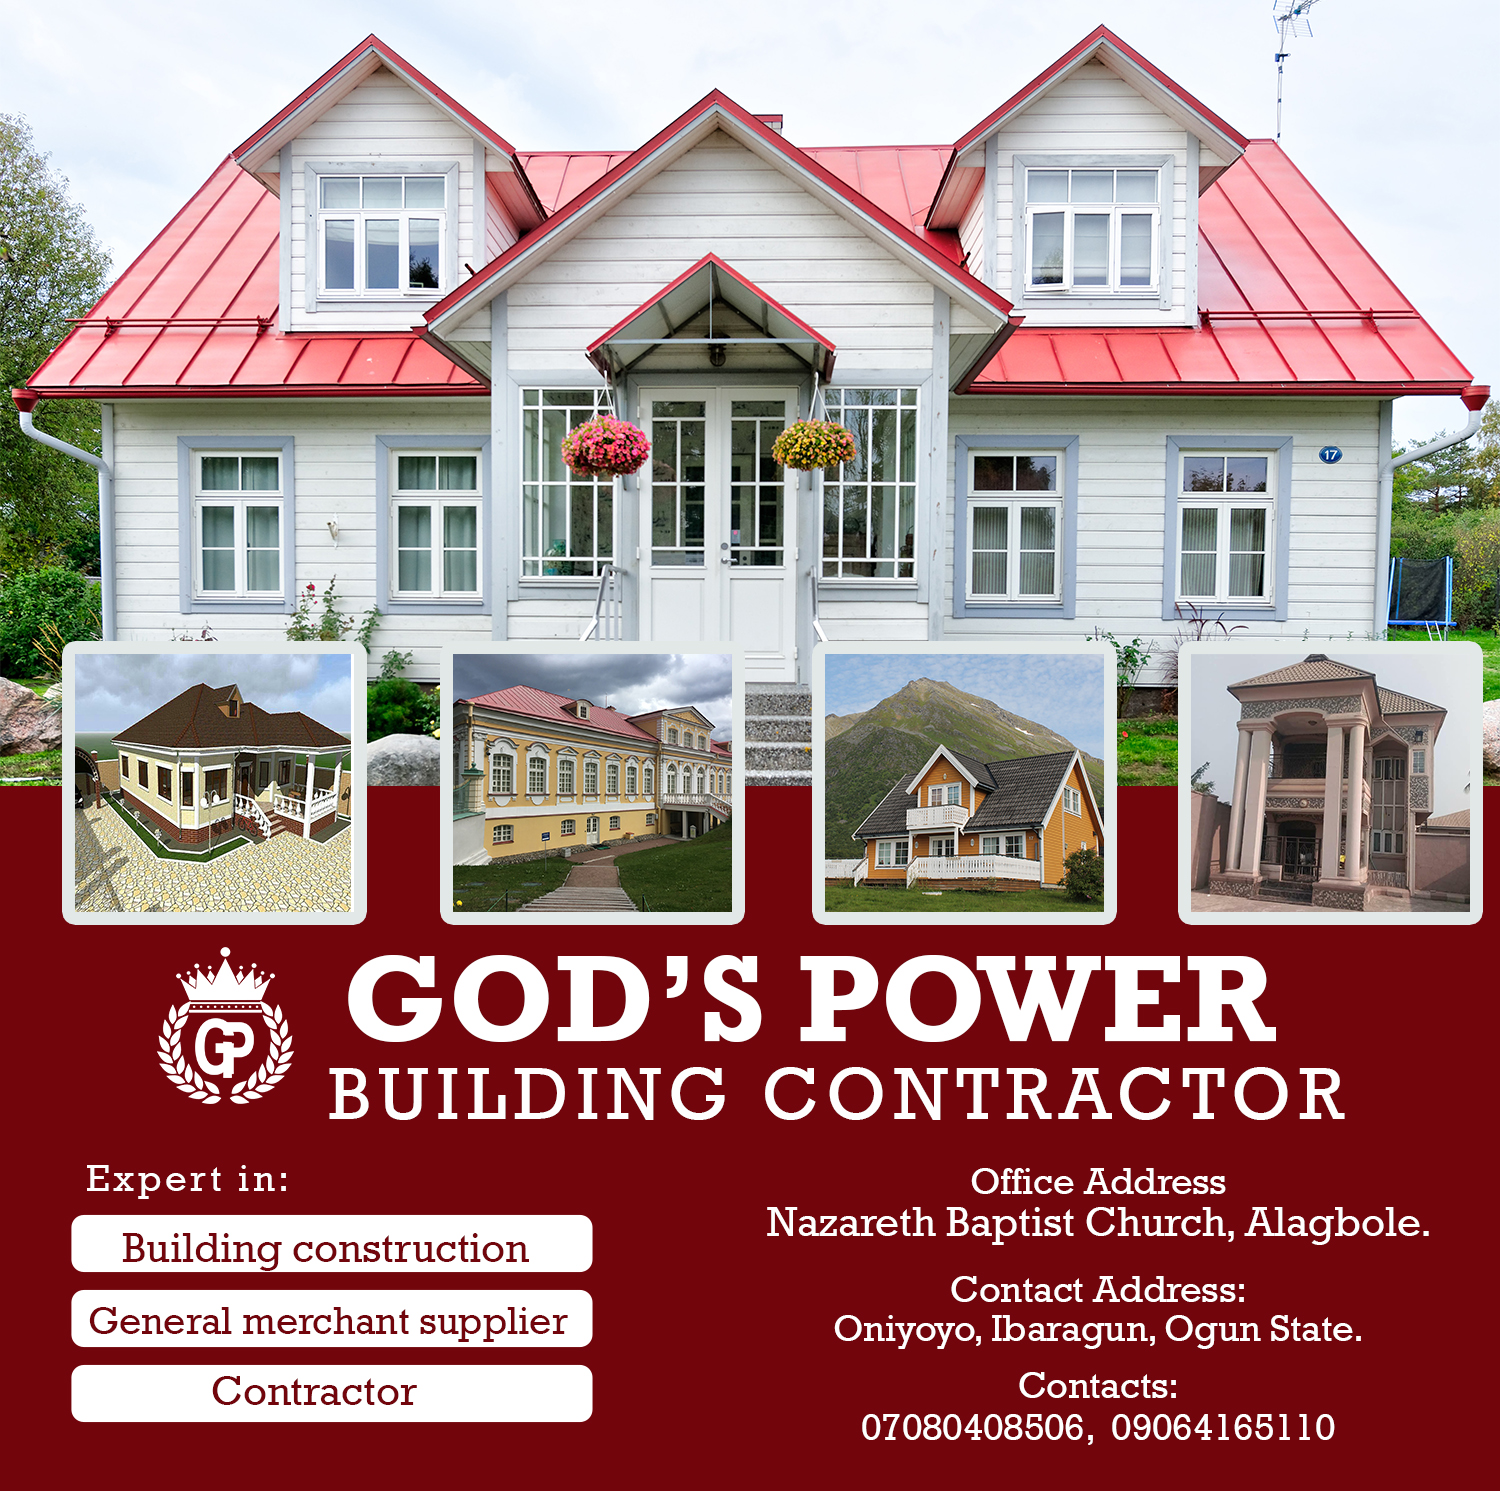 17
GP
GOD'S POWER
BUILDING CONTRACTOR
Expert in:
Building construction
General merchant supplier
Contractor
Office Address
Nazareth Baptist Church, Alagbole.
Contact Address:
Oniyoyo, Ibaragun, Ogun State.
Contacts:
07080408506, 09064165110